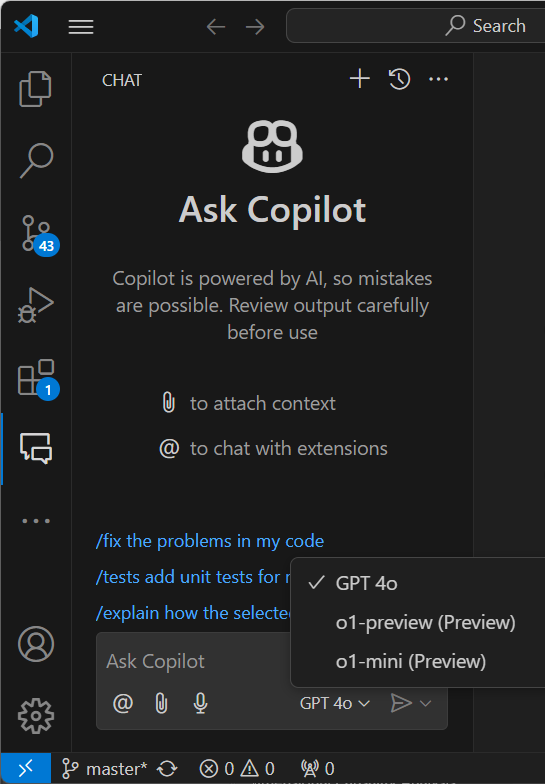 Search
CHAT
Ask Copilot
Copilot is powered by AI, so mistakes
are possible. Review output carefully
before use
to attach context
@ to chat with extensions
43
1
/fix the problems in my code
/tests add unit tests for
/explain how the selected
GPT 4o
o1-preview (Preview)
o1-mini (Preview)
Ask Copilot
@ GPT 4o
master* 0 0 0